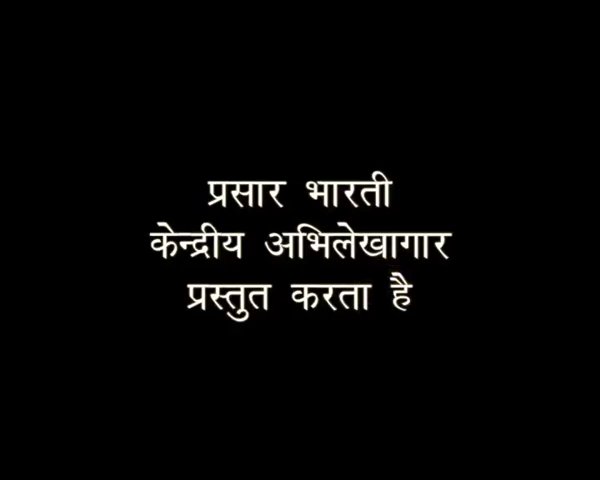 प्रसार भारती
केन्द्रीय अभिलेखागार
प्रस्तुत करता है